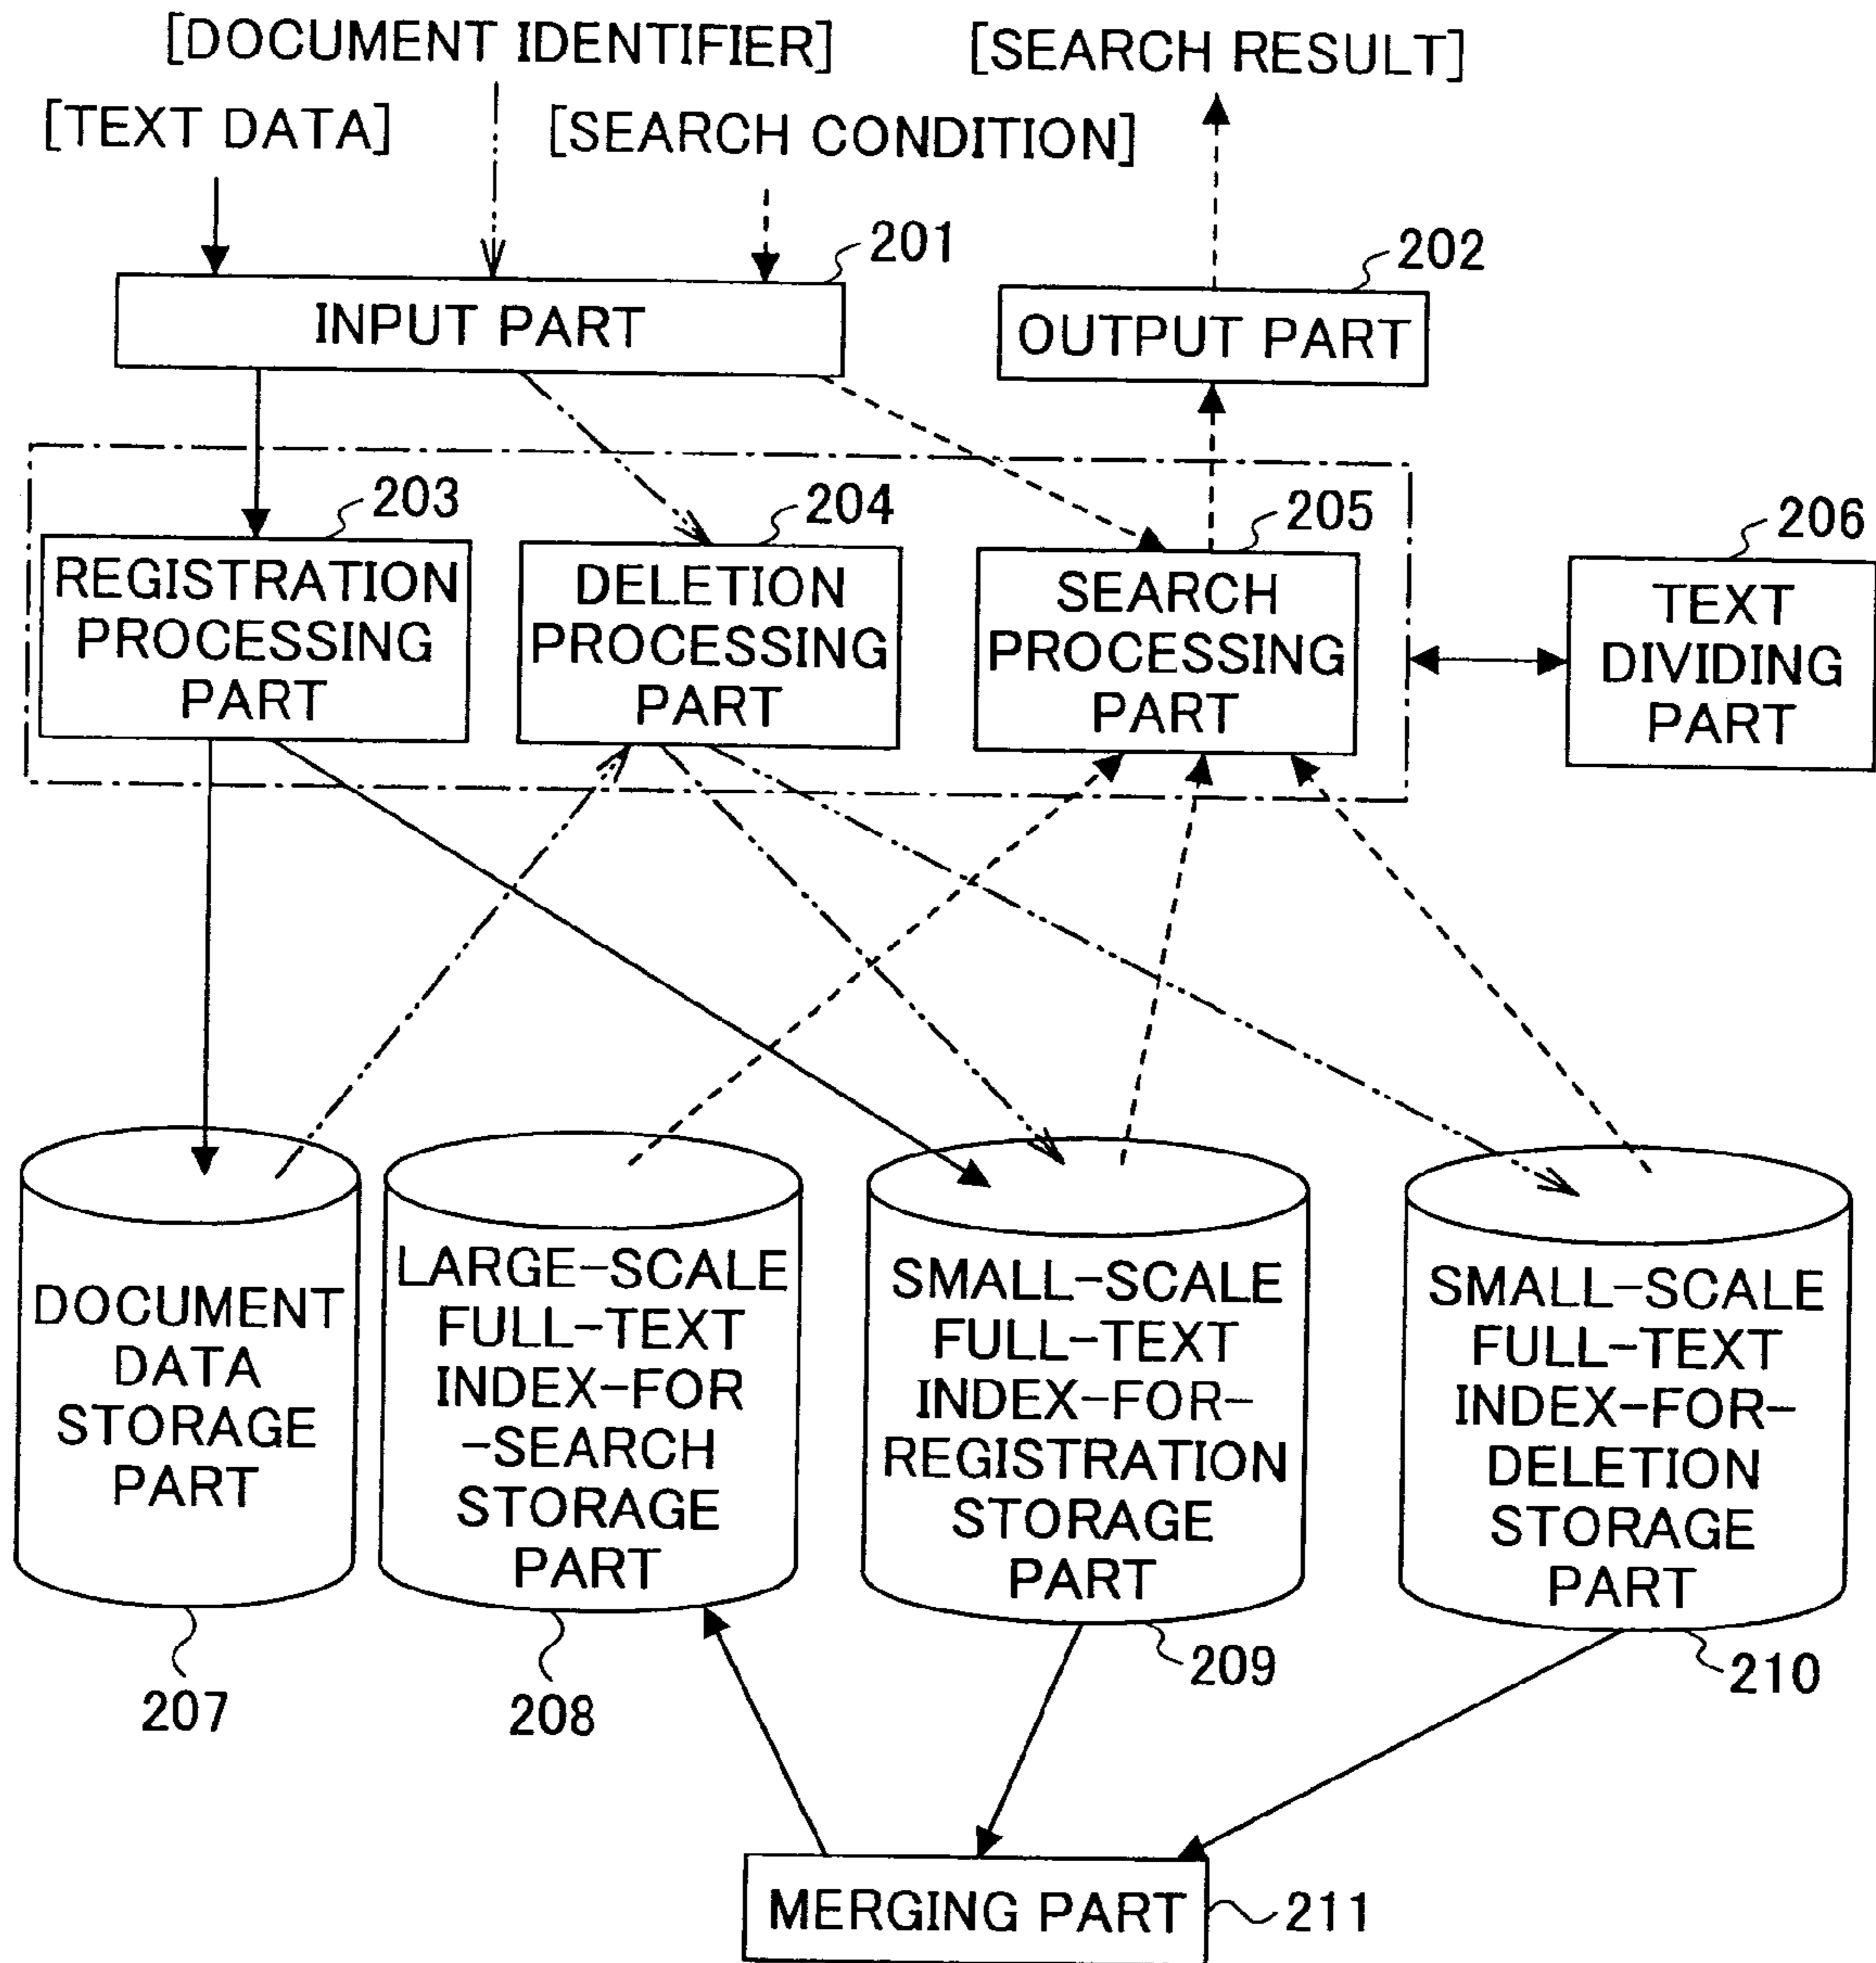 [DOCUMENT IDENTIFIER]
[SEARCH RESULT]
[TEXT DATA]
[SEARCH CONDITION]
201
202
INPUT PART
OUTPUT PART
203
204
205
206
REGISTRATION
PROCESSING
PART
DELETION
PROCESSING
PART
SEARCH
PROCESSING
PART
TEXT
DIVIDING
PART
DOCUMENT
DATA
STORAGE
PART
LARGE-SCALE
FULL-TEXT
INDEX-FOR
-SEARCH
STORAGE
PART
SMALL-SCALE
FULL-TEXT
INDEX-FOR-
REGISTRATION
STORAGE
PART
SMALL-SCALE
FULL-TEXT
INDEX-FOR-
DELETION
STORAGE
PART
207
208
209
210
MERGING PART
211